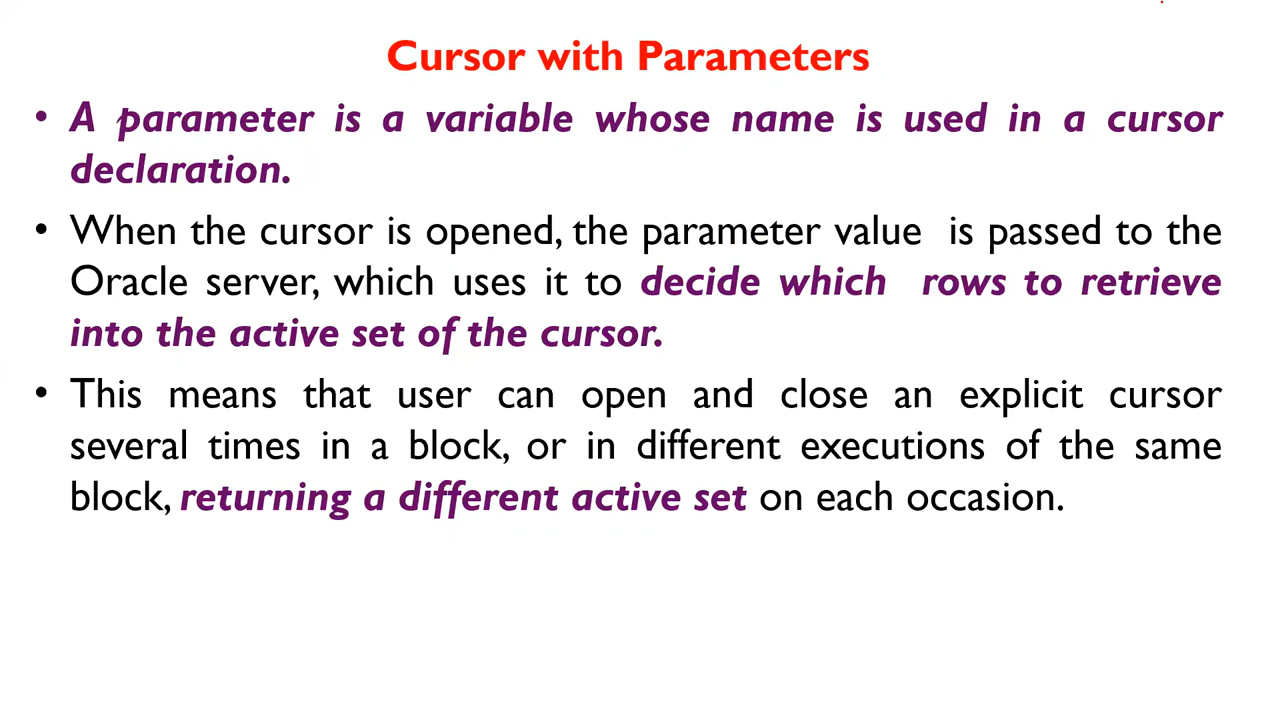 Cursor with Parameters
• A parameter is a variable whose name is used in a cursor
declaration.
• When the cursor is opened, the parameter value is passed to the
Oracle server, which uses it to decide which rows to retrieve
into the active set of the cursor.
• This means that user can open and close an explicit cursor
several times in a block, or in different executions of the same
block, returning a different active set on each occasion.